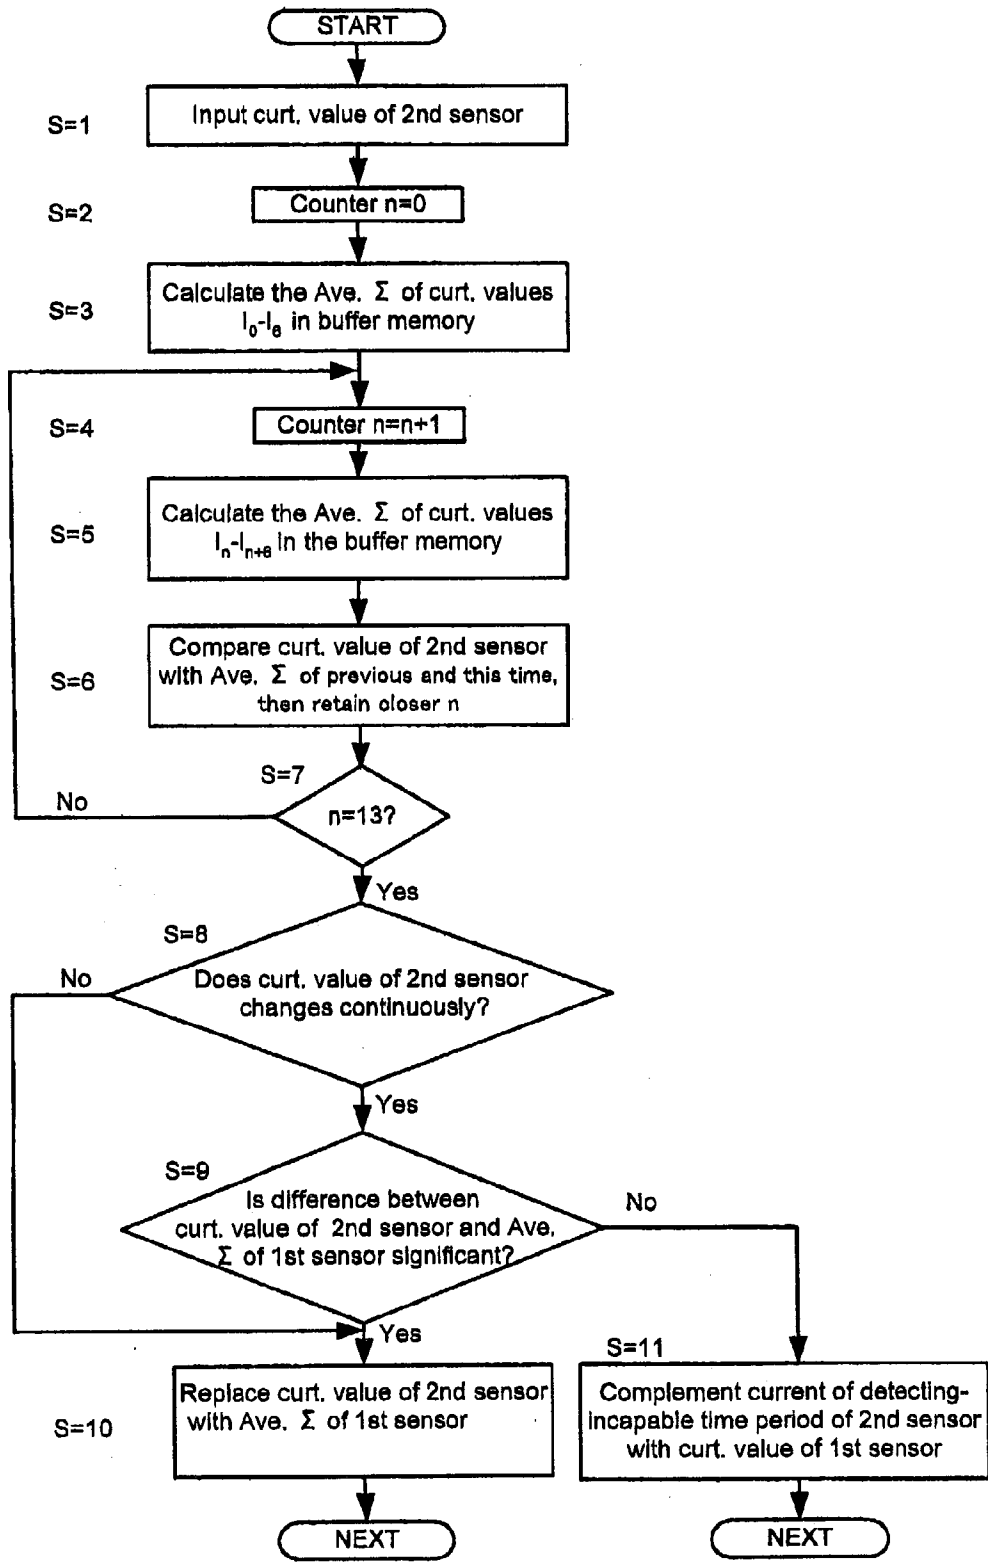 START
S=1
Input curt. value of 2nd sensor
S=2
Counter n=0
S=3
Calculate the Ave. Σ of curt. values
I₀-I₆ in buffer memory
S=4
Counter n=n+1
S=5
Calculate the Ave. Σ of curt. values
Iₙ-Iₙ₊₆ in the buffer memory
S=6
Compare curt. value of 2nd sensor
with Ave. Σ of previous and this time,
then retain closer n
S=7
No
n=13?
Yes
S=8
No
Does curt. value of 2nd sensor
changes continuously?
Yes
S=9
No
Is difference between
curt. value of 2nd sensor and Ave.
Σ of 1st sensor significant?
Yes
S=10
Replace curt. value of 2nd sensor
with Ave. Σ of 1st sensor
S=11
Complement current of detecting-
incapable time period of 2nd sensor
with curt. value of 1st sensor
NEXT
NEXT